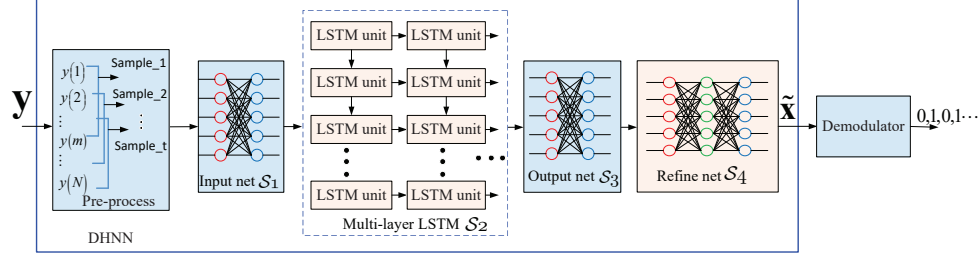 y
y(1)
y(2)
⋮
y(m)
⋮
y(N)
Sample_1
Sample_2
⋮
Sample_t
Pre-process
DHNN
Input net S1
LSTM unit
LSTM unit
LSTM unit
LSTM unit
LSTM unit
LSTM unit
LSTM unit
LSTM unit
Multi-layer LSTM S2
Output net S3
Refine net S4
x̃
Demodulator
0,1,0,1···